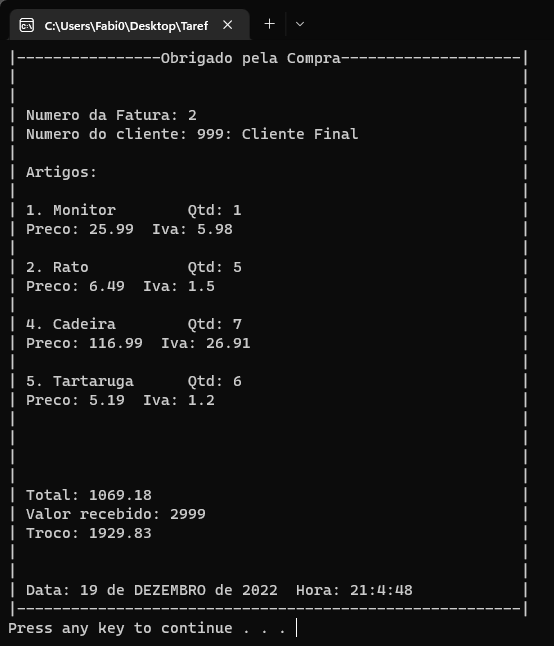 C:\Users\Fabi0\Desktop\Taref
|----------------Obrigado pela Compra--------------------|
Numero da Fatura: 2
Numero do cliente: 999: Cliente Final
Artigos:
1. Monitor        Qtd: 1
Preco: 25.99  Iva: 5.98
2. Rato           Qtd: 5
Preco: 6.49  Iva: 1.5
4. Cadeira        Qtd: 7
Preco: 116.99  Iva: 26.91
5. Tartaruga      Qtd: 6
Preco: 5.19  Iva: 1.2
Total: 1069.18
Valor recebido: 2999
Troco: 1929.83
Data: 19 de DEZEMBRO de 2022  Hora: 21:4:48
|--------------------------------------------------------|
Press any key to continue . . .